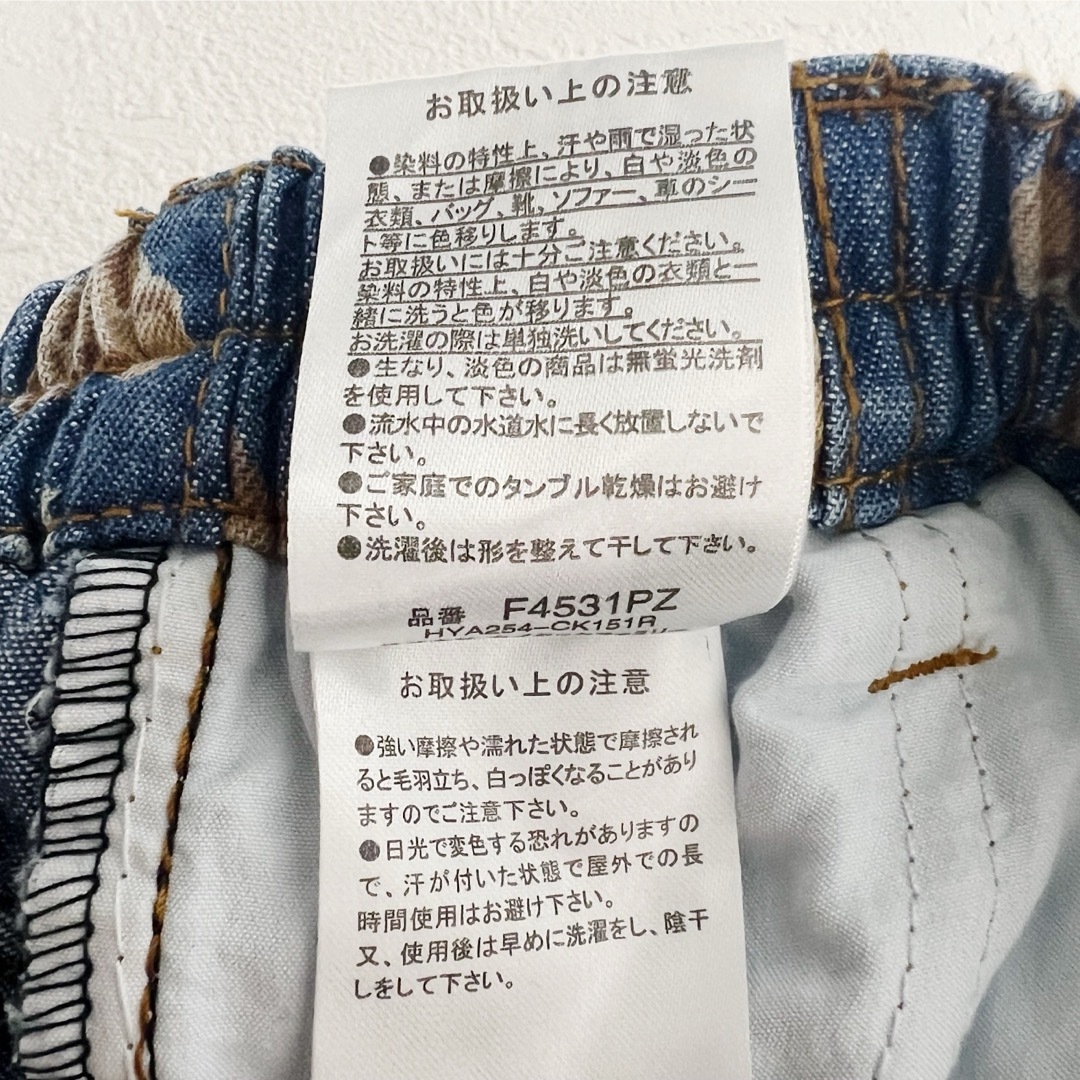 お取扱い上の注意
●染料の特性上、汗や雨で湿った状
態、または摩擦により、白や淡色の
衣類、バッグ、靴、ソファー、車のシー
ト等に色移りします。
お取扱いには十分ご注意ください。
染料の特性上、白や淡色の衣類と一
緒に洗うと色が移ります。
お洗濯の際は単独洗いしてください。
●生なり、淡色の商品は無蛍光洗剤
を使用して下さい。
●流水中の水道水に長く放置しないで
下さい。
●ご家庭でのタンブル乾燥はお避け
下さい。
●洗濯後は形を整えて干して下さい。
品番 F4531PZ
HYA254-CK151R
お取扱い上の注意
●強い摩擦や濡れた状態で摩擦され
ると毛羽立ち、白っぽくなることがあり
ますのでご注意下さい。
●日光で変色する恐れがありますの
で、汗が付いた状態で屋外での長
時間使用はお避け下さい。
又、使用後は早めに洗濯をし、陰干
しをして下さい。